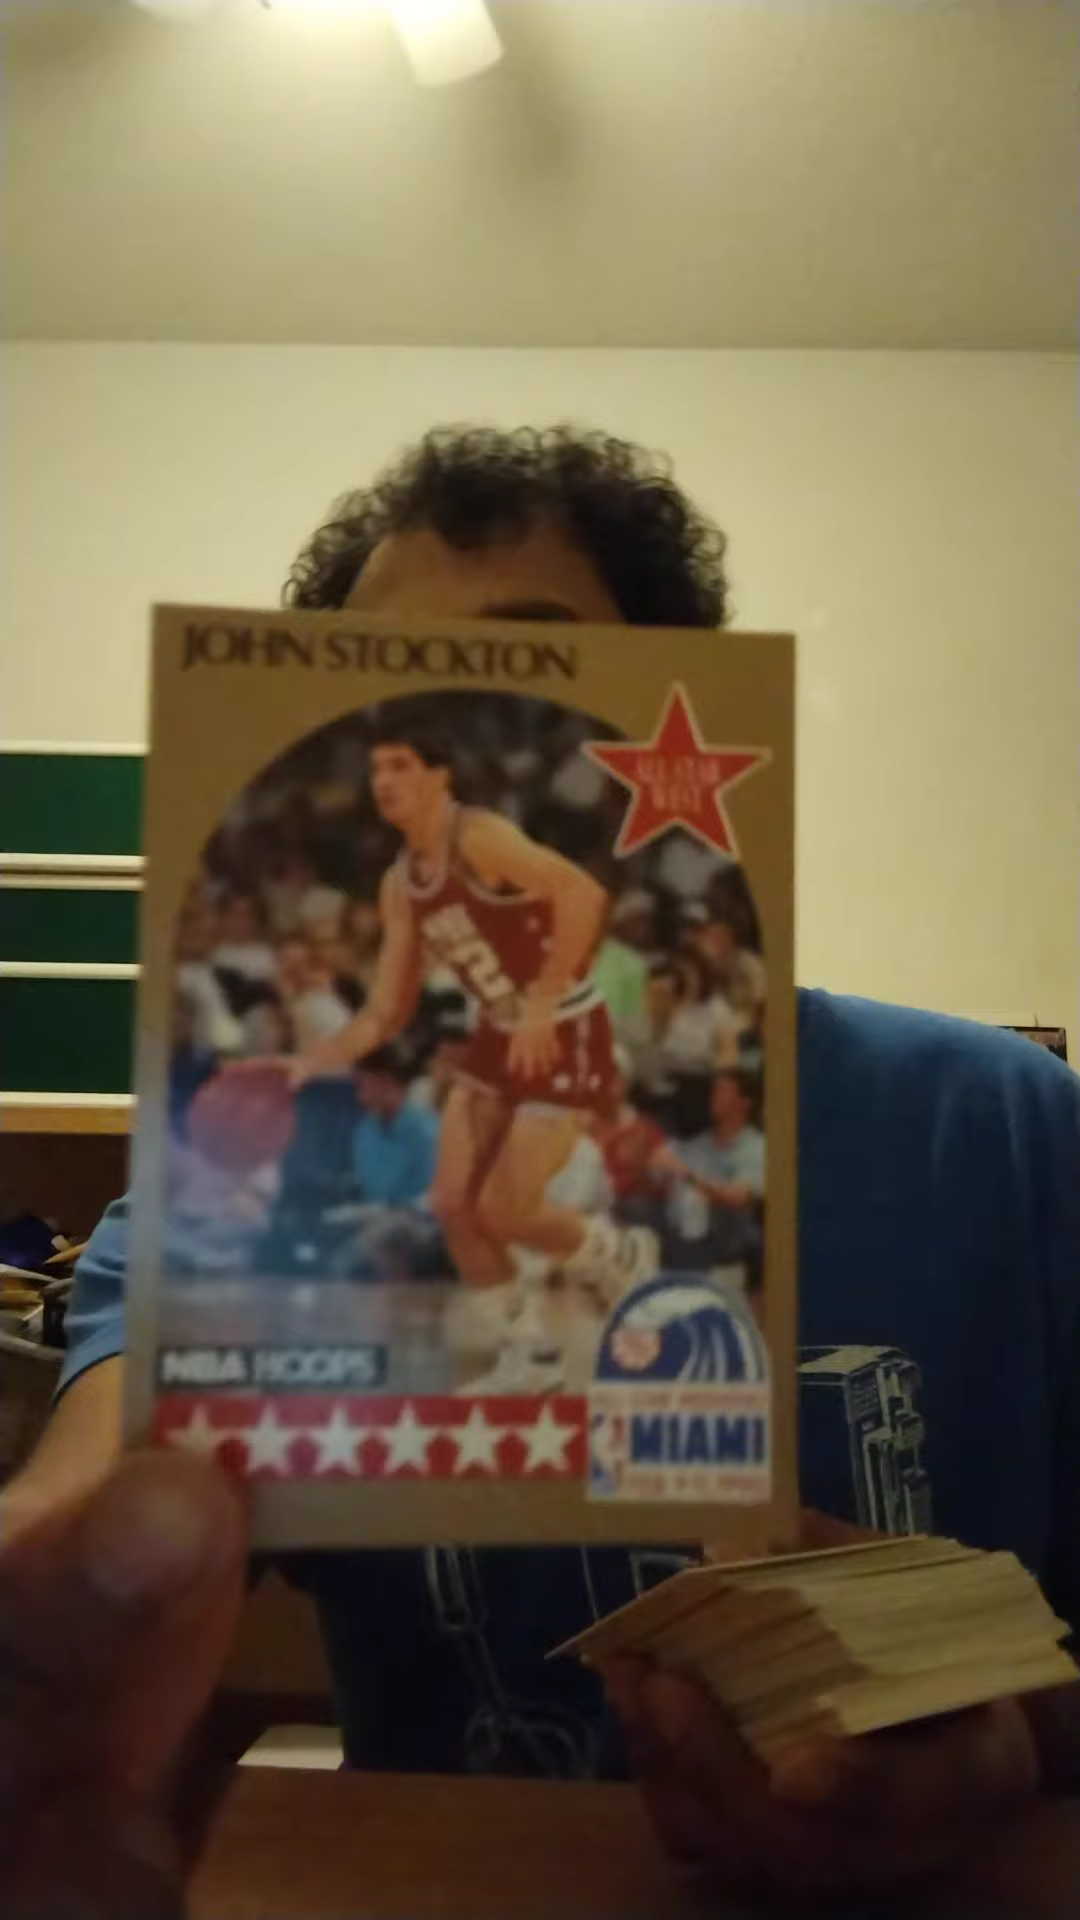 JOHN STOCKTON
ALL-STAR
WEST
NBA HOOPS
MIAMI